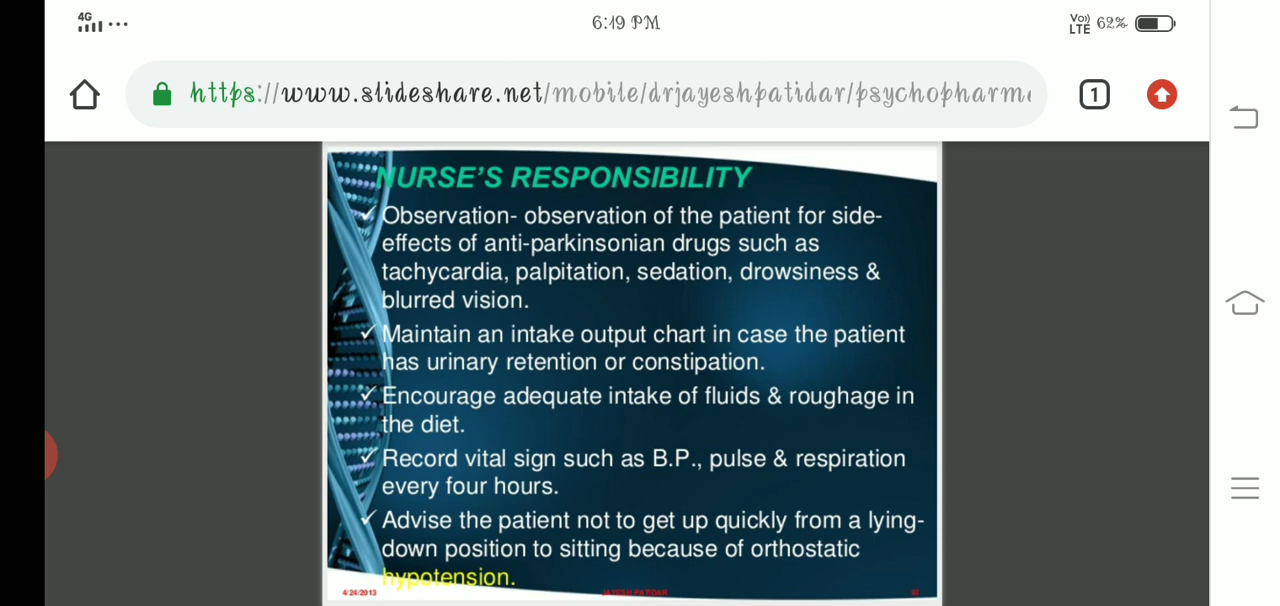 4G
6:19 PM
Vo))
LTE
62%
https://www.slideshare.net/mobile/drjayeshpatidar/psychopharm
1
NURSE'S RESPONSIBILITY
✓ Observation- observation of the patient for side-
effects of anti-parkinsonian drugs such as
tachycardia, palpitation, sedation, drowsiness &
blurred vision.
✓ Maintain an intake output chart in case the patient
has urinary retention or constipation.
✓ Encourage adequate intake of fluids & roughage in
the diet.
✓ Record vital sign such as B.P., pulse & respiration
every four hours.
✓ Advise the patient not to get up quickly from a lying-
down position to sitting because of orthostatic
hypotension.
4/24/2013
JAYESH PATIDAR